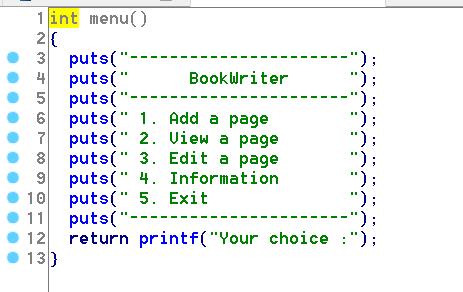 1 int menu()
2 {
3   puts("----------------------");
4   puts("      BookWriter      ");
5   puts("----------------------");
6   puts(" 1. Add a page        ");
7   puts(" 2. View a page       ");
8   puts(" 3. Edit a page       ");
9   puts(" 4. Information       ");
10   puts(" 5. Exit              ");
11   puts("----------------------");
12   return printf("Your choice :");
13 }